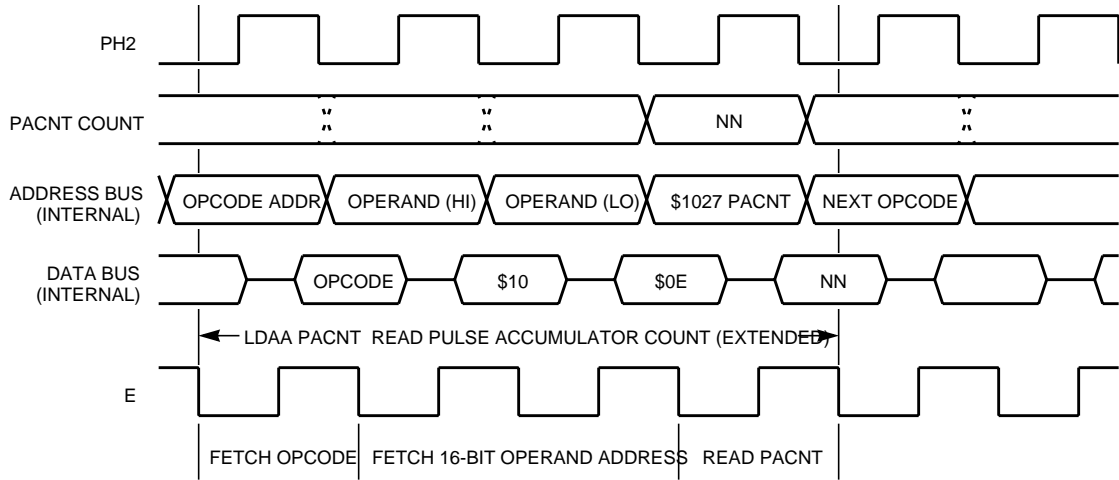 PH2
PACNT COUNT
NN
ADDRESS BUS
(INTERNAL)
OPCODE ADDR
OPERAND (HI)
OPERAND (LO)
$1027 PACNT
NEXT OPCODE
DATA BUS
(INTERNAL)
OPCODE
$10
$0E
NN
LDAA PACNT READ PULSE ACCUMULATOR COUNT (EXTENDED)
E
FETCH OPCODE
FETCH 16-BIT OPERAND ADDRESS
READ PACNT